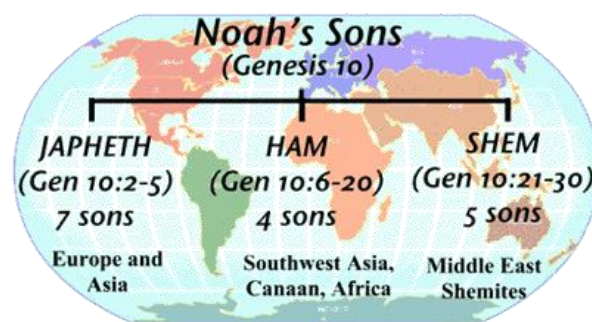 Noah's Sons
(Genesis 10)
JAPHETH
(Gen 10:2-5)
7 sons
Europe and
Asia
HAM
(Gen 10:6-20)
4 sons
Southwest Asia,
Canaan, Africa
SHEM
(Gen 10:21-30)
5 sons
Middle East
Shemites